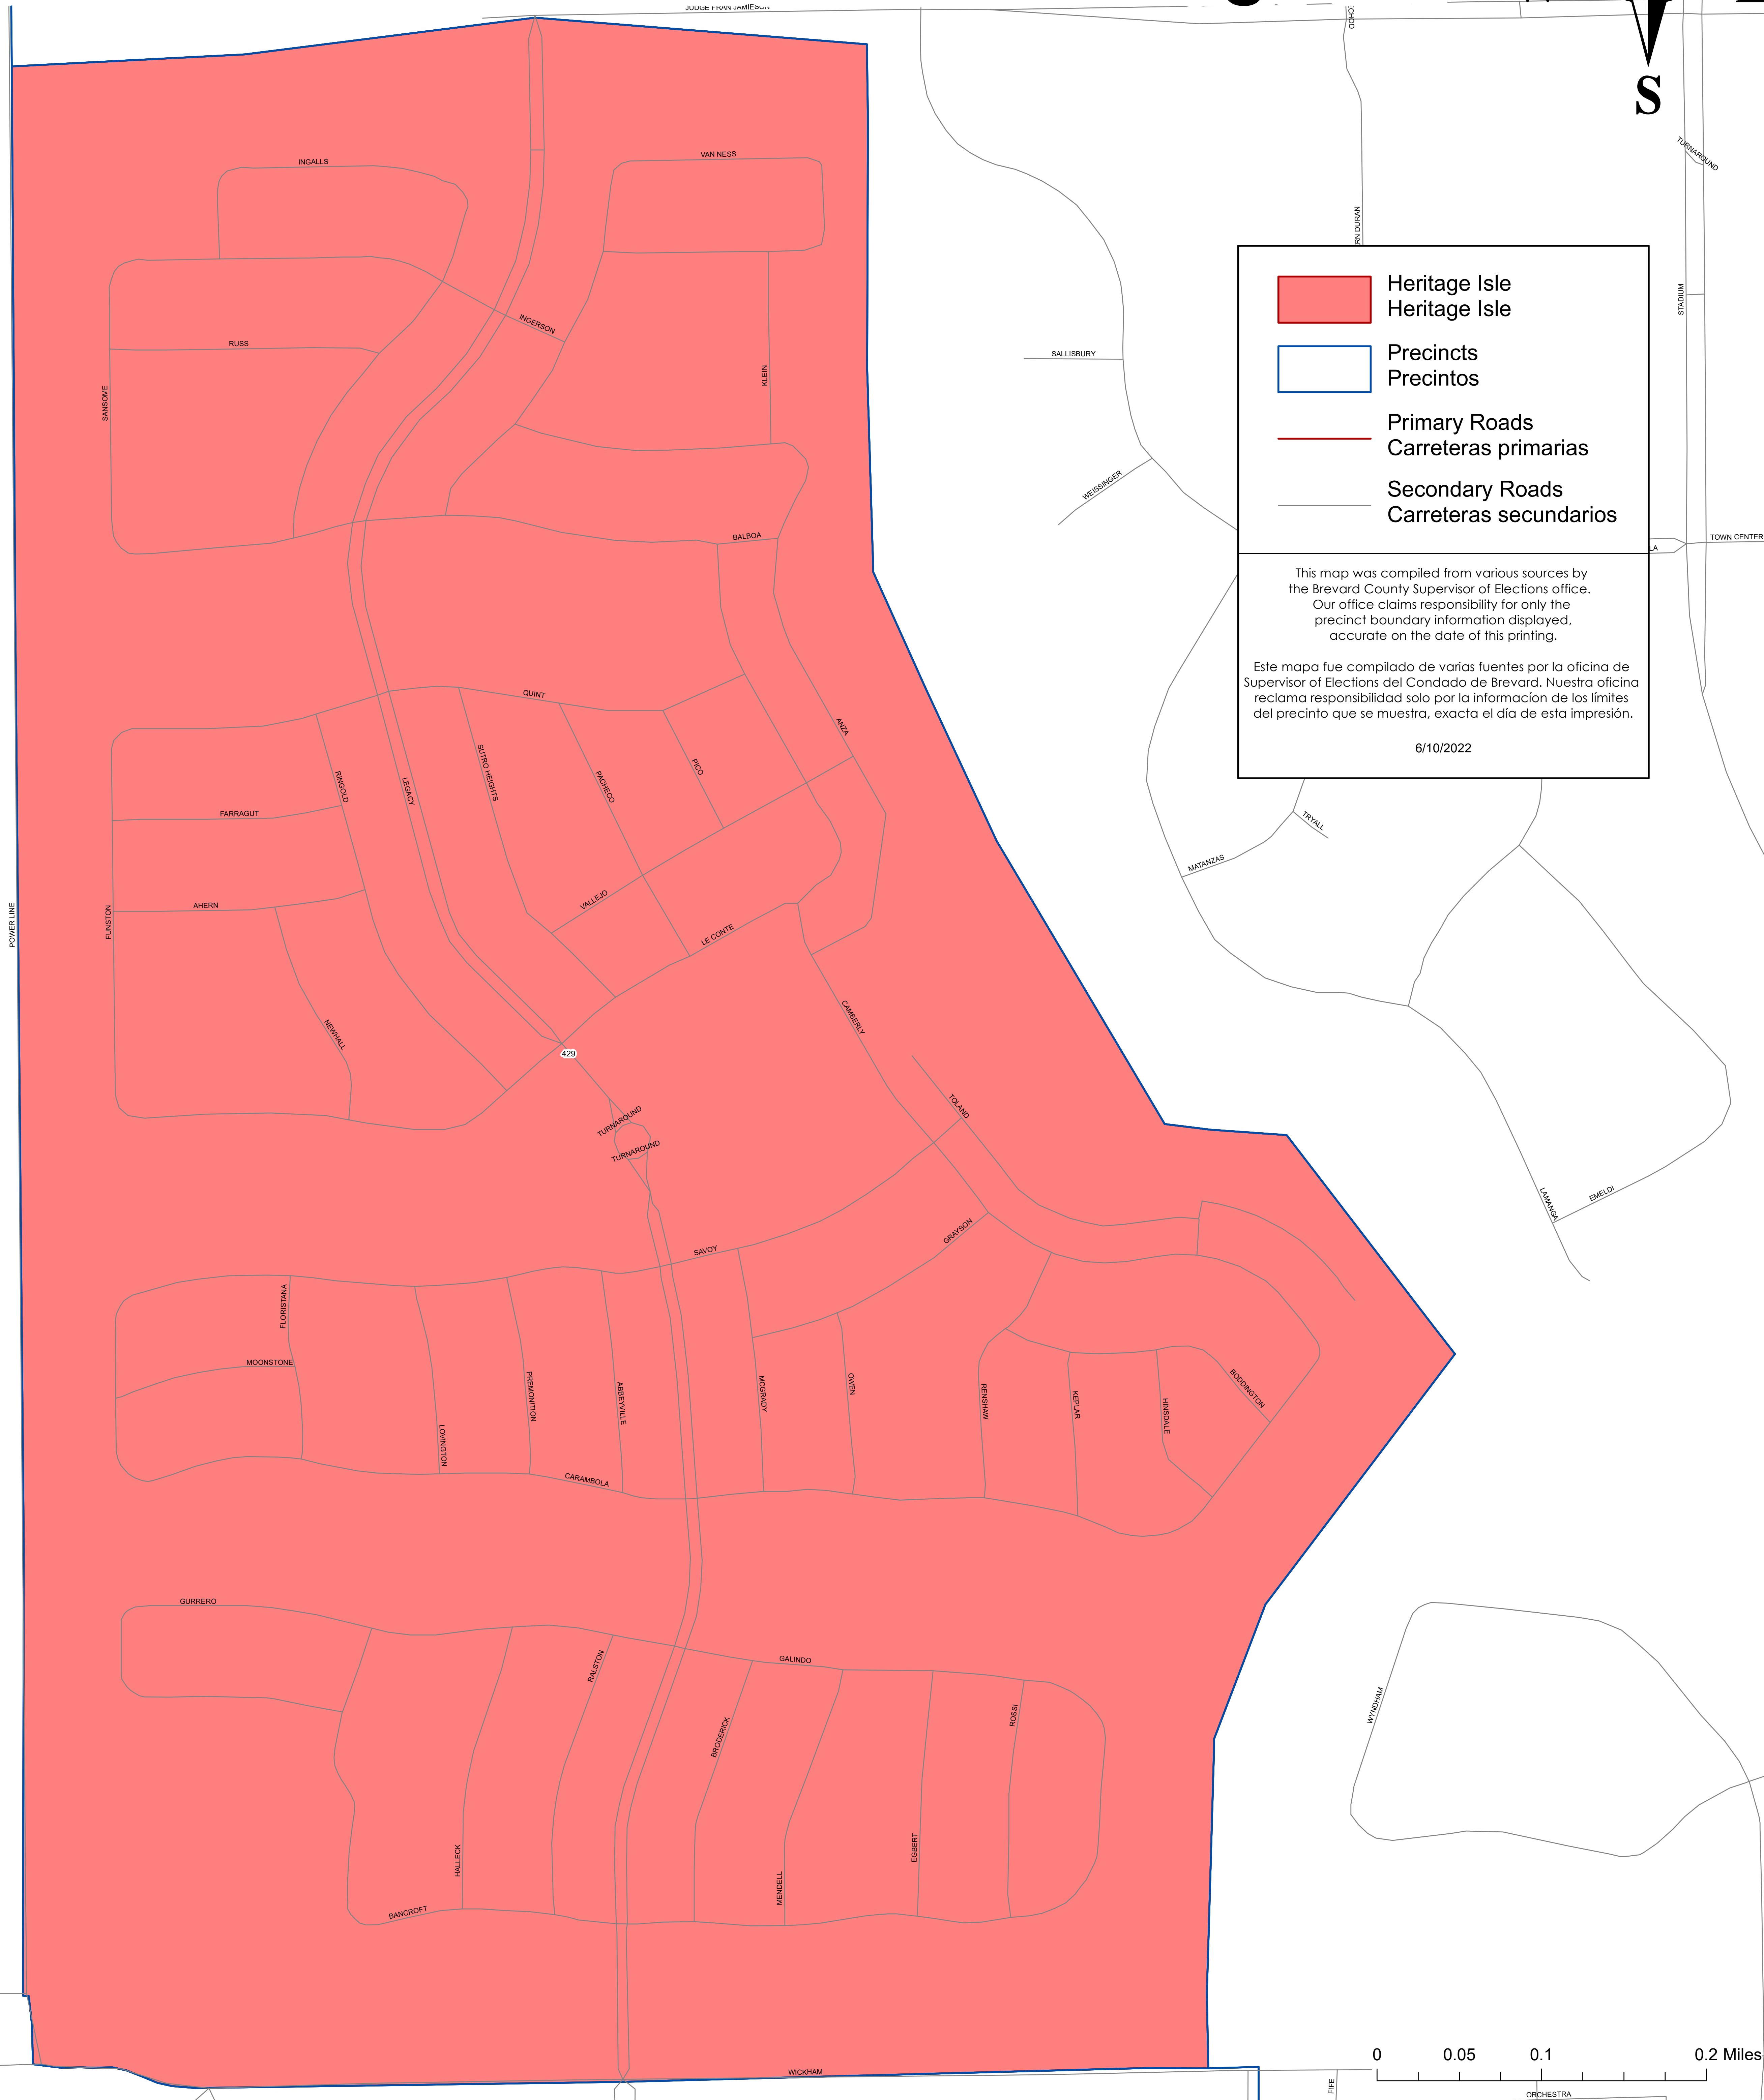 JUDGE FRAN JAMIESON
S
TURNAROUND
INGALLS
VAN NESS
RN DURAN
STADIUM
INGERSON
RUSS
SANSOME
KLEIN
SALLISBURY
WEISSINGER
BALBOA
TOWN CENTER
LA
Heritage Isle
Heritage Isle
Precincts
Precintos
Primary Roads
Carreteras primarias
Secondary Roads
Carreteras secundarios
This map was compiled from various sources by
the Brevard County Supervisor of Elections office.
Our office claims responsibility for only the
precinct boundary information displayed,
accurate on the date of this printing.
Este mapa fue compilado de varias fuentes por la oficina de
Supervisor of Elections del Condado de Brevard. Nuestra oficina
reclama responsibilidad solo por la informacíon de los límites
del precinto que se muestra, exacta el día de esta impresión.
6/10/2022
QUINT
ANZA
SUTRO HEIGHTS
PACHECO
PICO
RINGOLD
LEGACY
FARRAGUT
TRYALL
MATANZAS
VALLEJO
AHERN
FUNSTON
POWER LINE
LE CONTE
NEWHALL
CAMBERLY
429
TOLAND
TURNAROUND
TURNAROUND
LAMANGA
EMELDI
GRAYSON
SAVOY
FLORISTANA
MOONSTONE
PREMONITION
ABBEYVILLE
MCGRADY
OWEN
RENSHAW
KEPLAR
HINSDALE
BODDINGTON
LOVINGTON
CARAMBOLA
GURRERO
RALSTON
GALINDO
BRODERICK
ROSSI
WYNDHAM
HALLECK
EGBERT
MENDELL
BANCROFT
WICKHAM
0 0.05 0.1 0.2 Miles
FIFE
ORCHESTRA